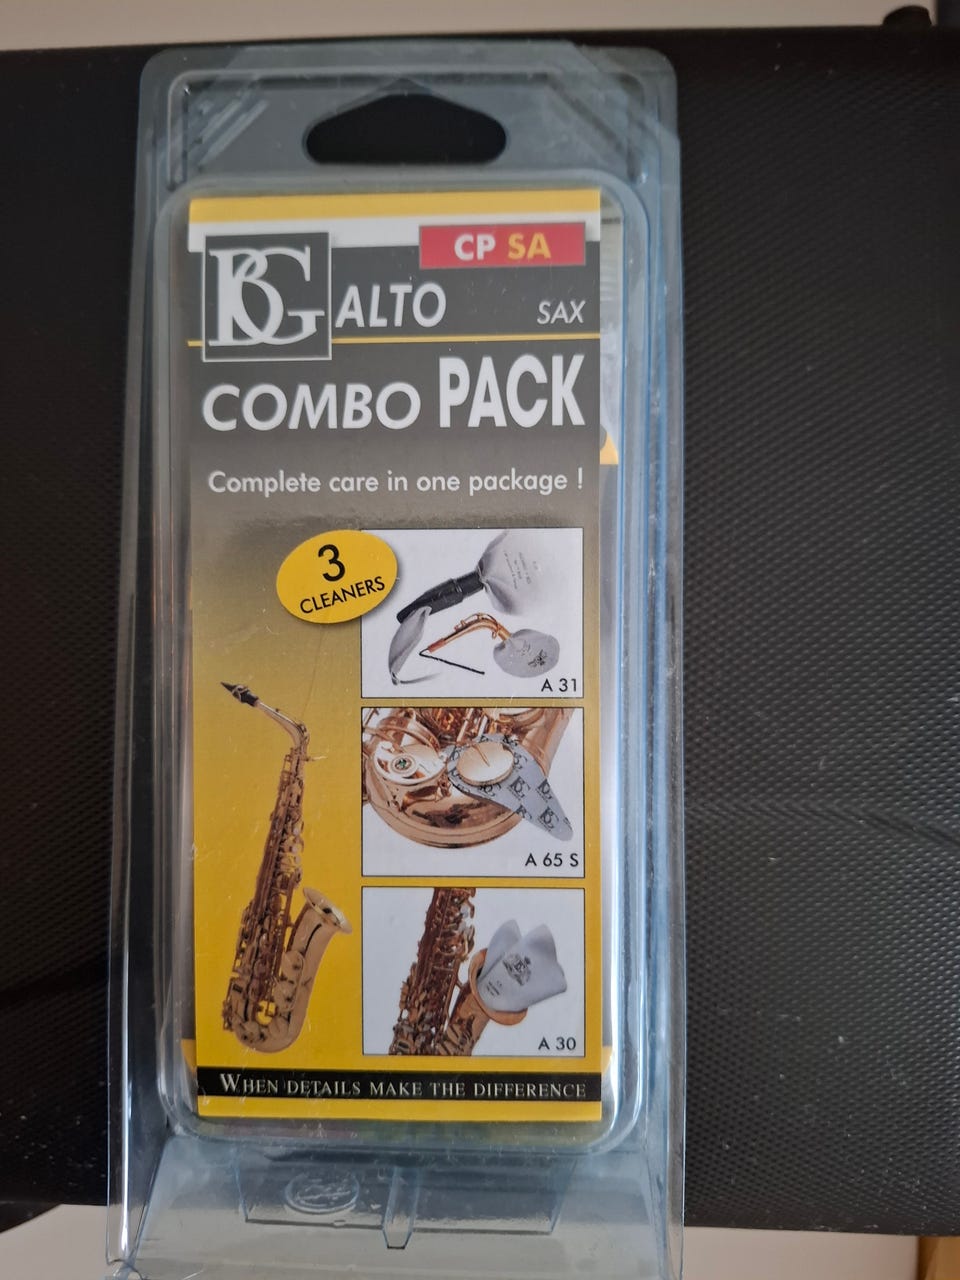 CP SA
BG ALTO SAX
COMBO PACK
Complete care in one package !
3
CLEANERS
A 31
A 65 S
A 30
WHEN DETAILS MAKE THE DIFFERENCE